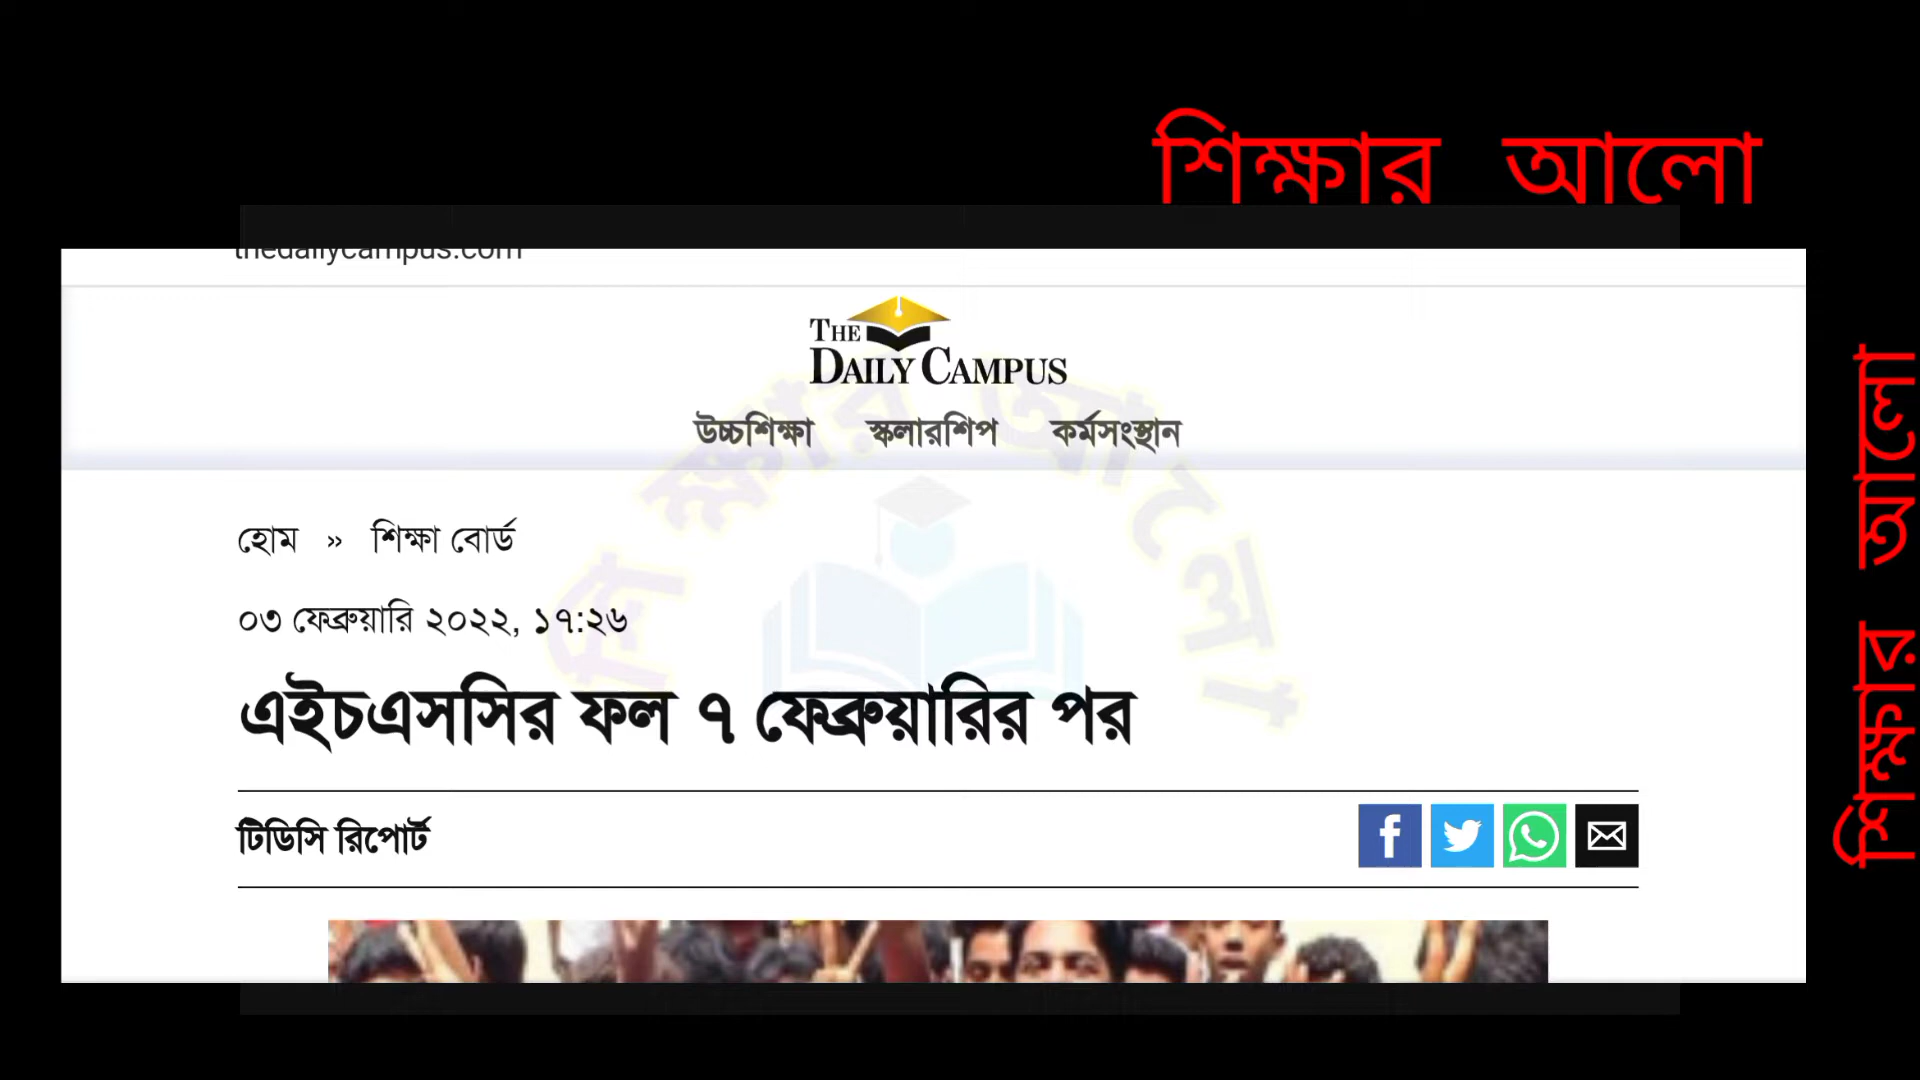 শিক্ষার আলো
thedailycampus.com
THE
DAILY CAMPUS
উচ্চশিক্ষা স্কলারশিপ কর্মসংস্থান
শিক্ষার আলো
হোম » শিক্ষা বোর্ড
০৩ ফেব্রুয়ারি ২০২২, ১৭:২৬
এইচএসসির ফল ৭ ফেব্রুয়ারির পর
টিডিসি রিপোর্ট
শিক্ষার আলো